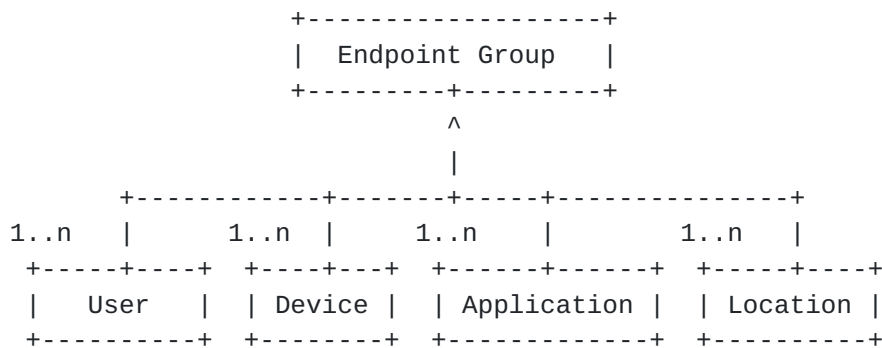 Endpoint Group
1..n 1..n 1..n 1..n
User Device Application Location